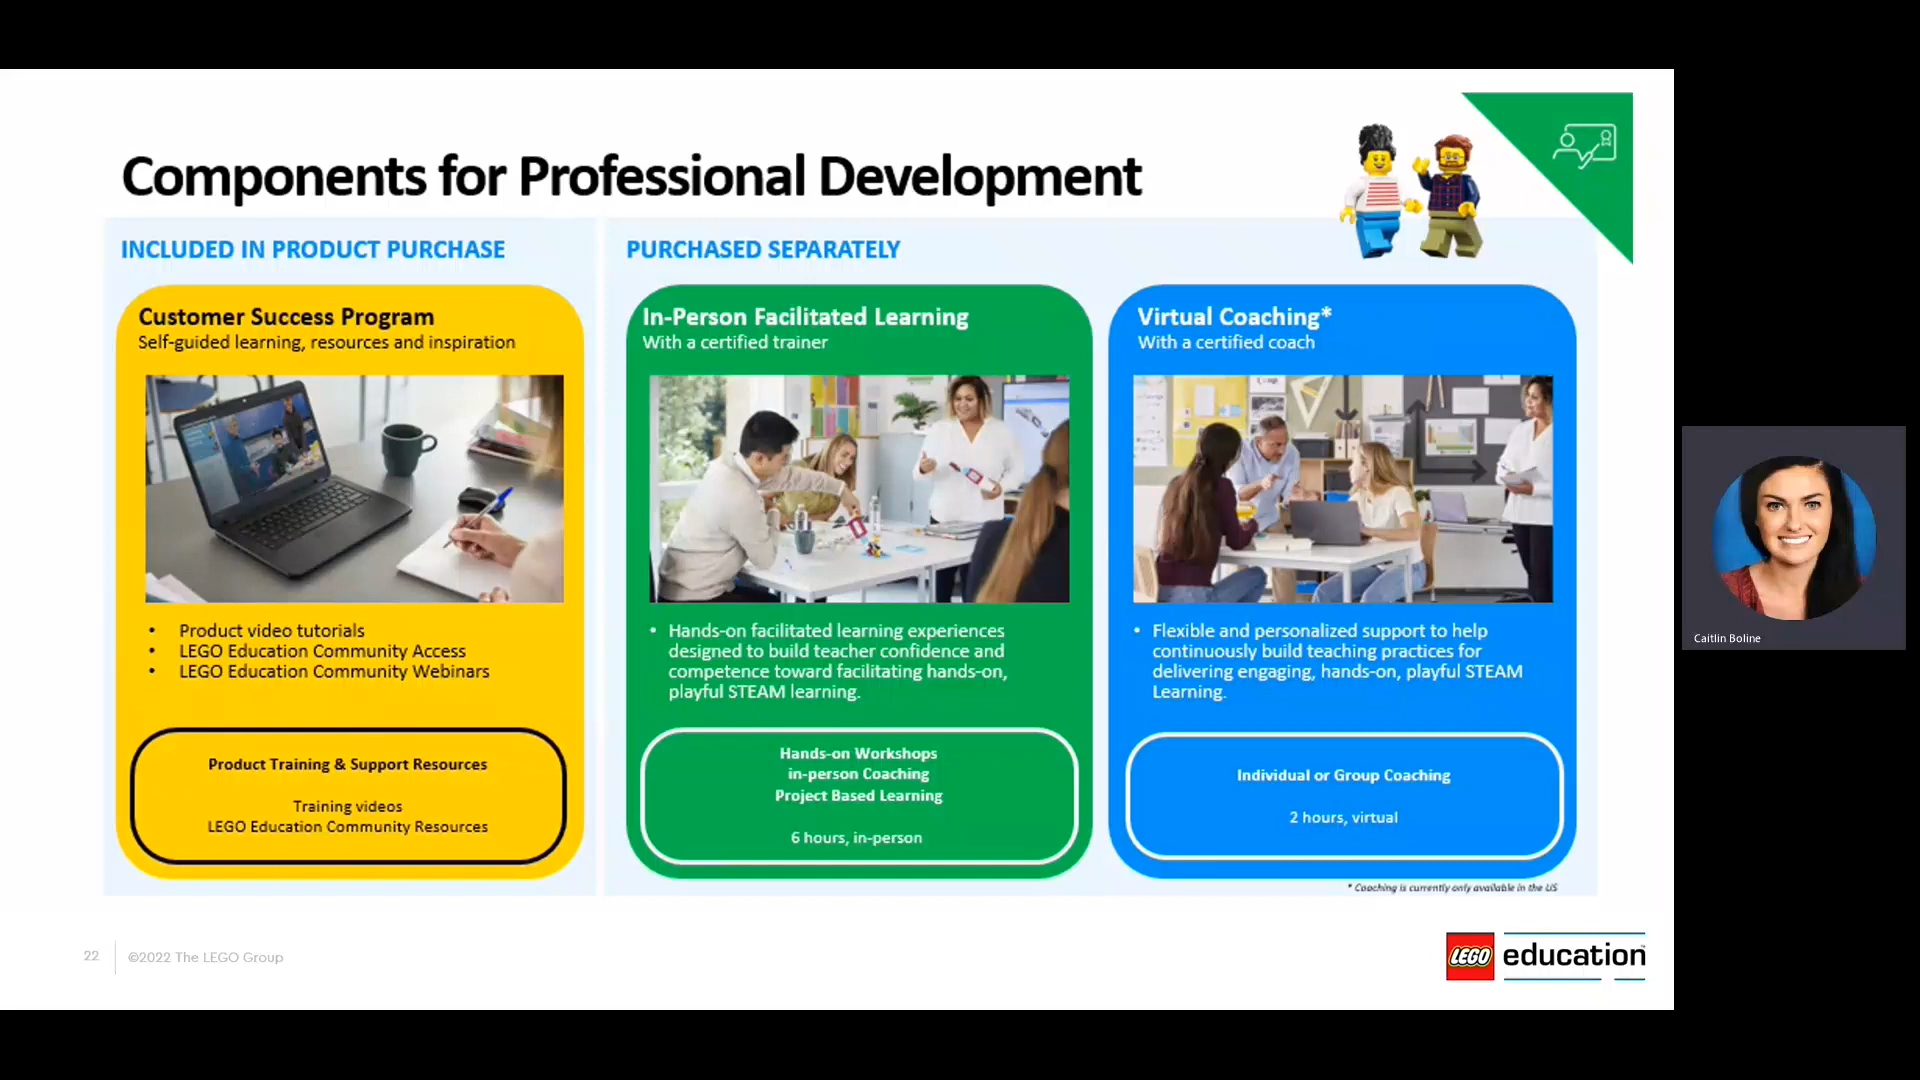 Components for Professional Development
INCLUDED IN PRODUCT PURCHASE
Customer Success Program
Self-guided learning, resources and inspiration
• Product video tutorials
• LEGO Education Community Access
• LEGO Education Community Webinars
Product Training & Support Resources
Training videos
LEGO Education Community Resources
PURCHASED SEPARATELY
In-Person Facilitated Learning
With a certified trainer
• Hands-on facilitated learning experiences
designed to build teacher confidence and
competence toward facilitating hands-on,
playful STEAM learning.
Hands-on Workshops
in-person Coaching
Project Based Learning
6 hours, in-person
Virtual Coaching*
With a certified coach
• Flexible and personalized support to help
continuously build teaching practices for
delivering engaging, hands-on, playful STEAM
Learning.
Individual or Group Coaching
2 hours, virtual
* Coaching is currently only available in the US
22
©2022 The LEGO Group
LEGO education
Caitlin Boline